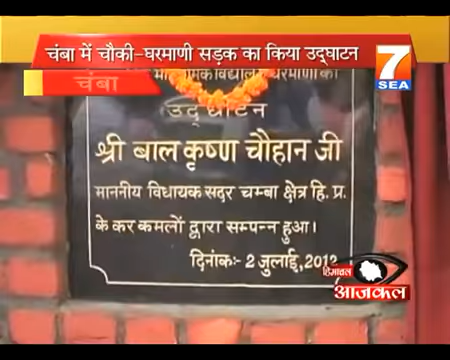 चंबा में चौकी-घरमाणी सड़क का किया उद्घाटन
7
SEA
चंबा
उद्घाटन
श्री बाल कृष्ण चौहान जी
माननीय विधायक सदर चम्बा क्षेत्र हि. प्र.
के कर कमलों द्वारा सम्पन्न हुआ।
दिनांक:- 2 जुलाई,
हिमाचल
आजकल